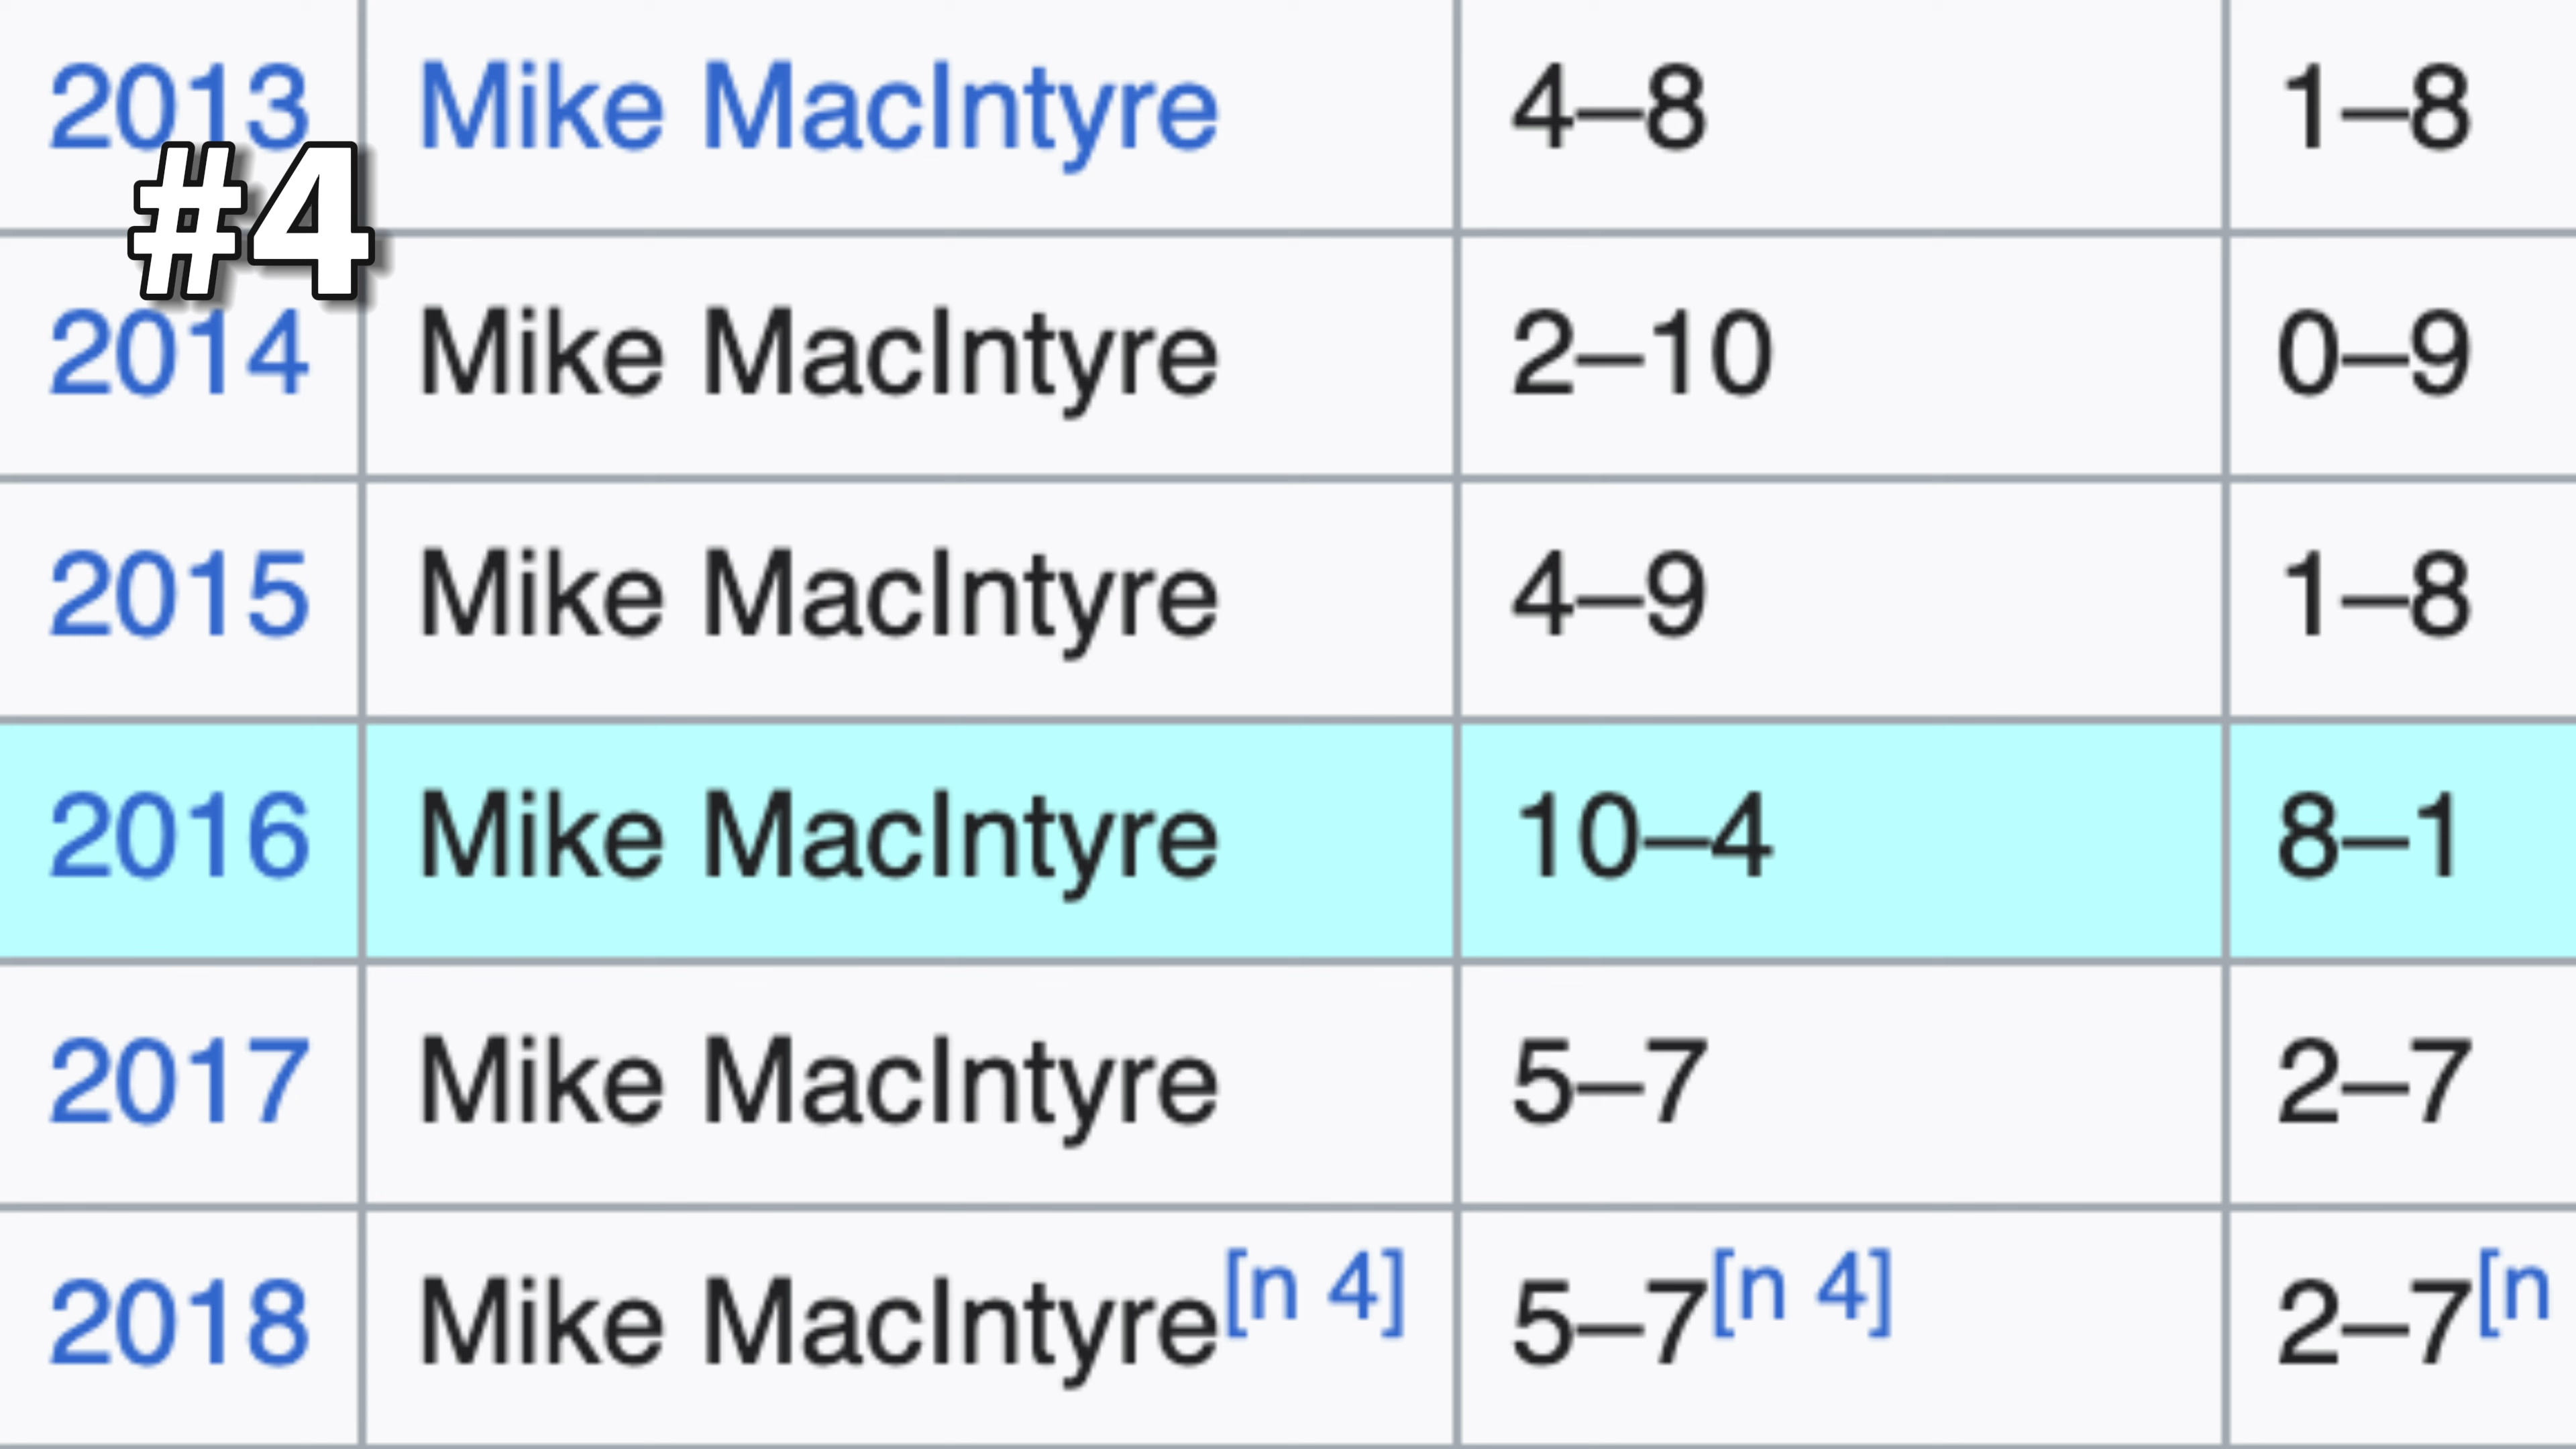 2013 Mike MacIntyre 4–8 1–8
#4
2014 Mike MacIntyre 2–10 0–9
2015 Mike MacIntyre 4–9 1–8
2016 Mike MacIntyre 10–4 8–1
2017 Mike MacIntyre 5–7 2–7
2018 Mike MacIntyre[n 4] 5–7[n 4] 2–7[n